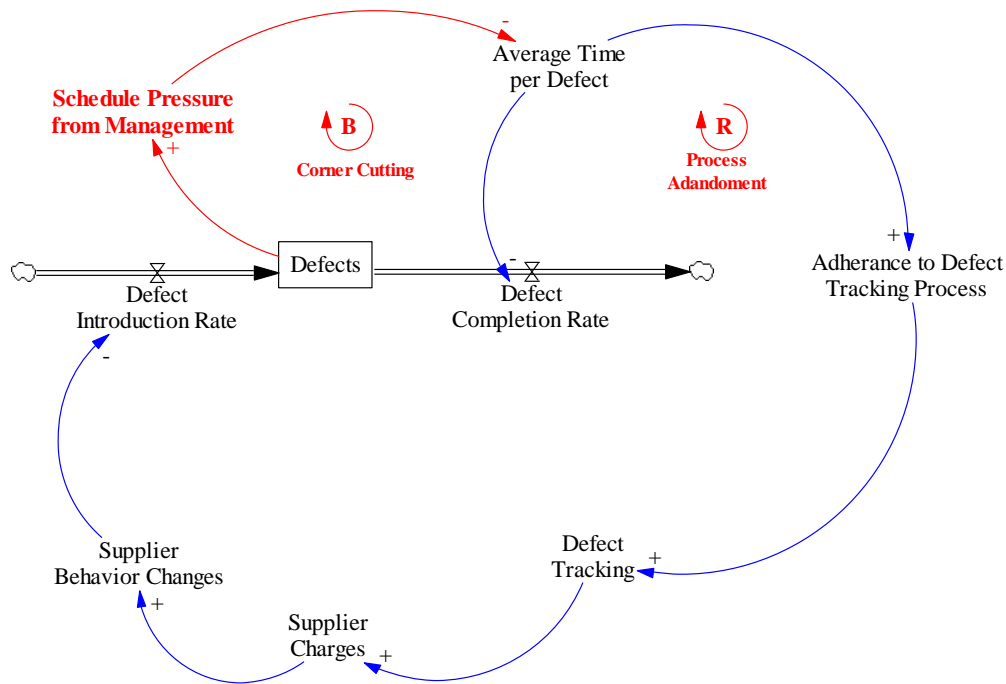 -
Average Time
per Defect
Schedule Pressure
from Management
+
B
Corner Cutting
R
Process
Adandoment
+
Adherance to Defect
Tracking Process
Defects
-
Defect
Introduction Rate
Defect
Completion Rate
-
Defect
Tracking
+
Supplier
Behavior Changes
+
Supplier
Charges
+